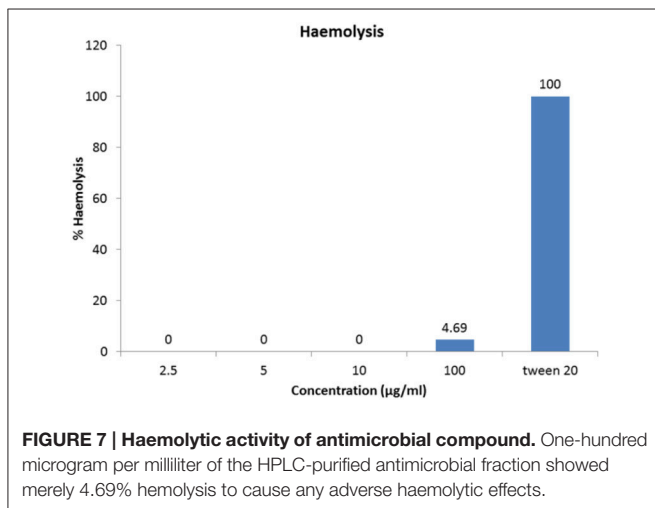 Haemolysis
120
100
100
80
% Haemolysis
60
40
20
4.69
0 0 0
0
2.5 5 10 100 tween 20
Concentration (µg/ml)
FIGURE 7 | Haemolytic activity of antimicrobial compound. One-hundred
microgram per milliliter of the HPLC-purified antimicrobial fraction showed
merely 4.69% hemolysis to cause any adverse haemolytic effects.